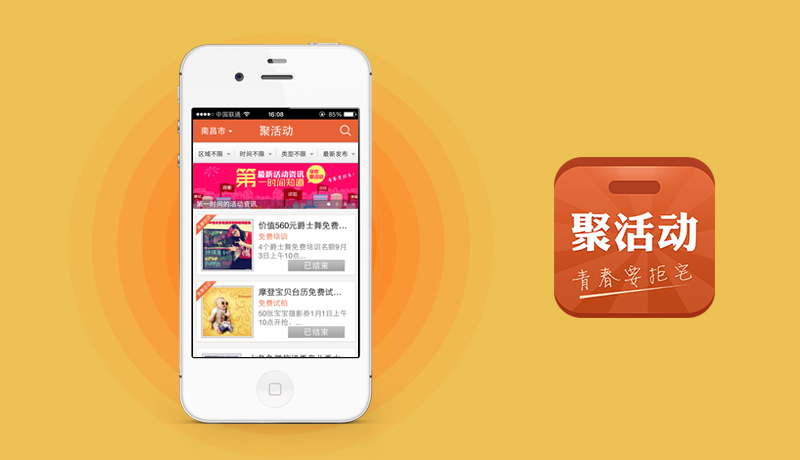 中国联通
16:08
85%
南昌市
聚活动
区域不限
时间不限
类型不限
最新发布
第一
最新活动资讯
时间知道
第一时间的活动资讯
价值560元爵士舞免费…
免费培训
4个爵士舞免费培训名额9月
3日上午10点...
已结束
摩登宝贝台历免费试…
免费试拍
50张宝宝摄影券1月1日上午
10点开抢，...
已结束
聚活动
青春要拒宅